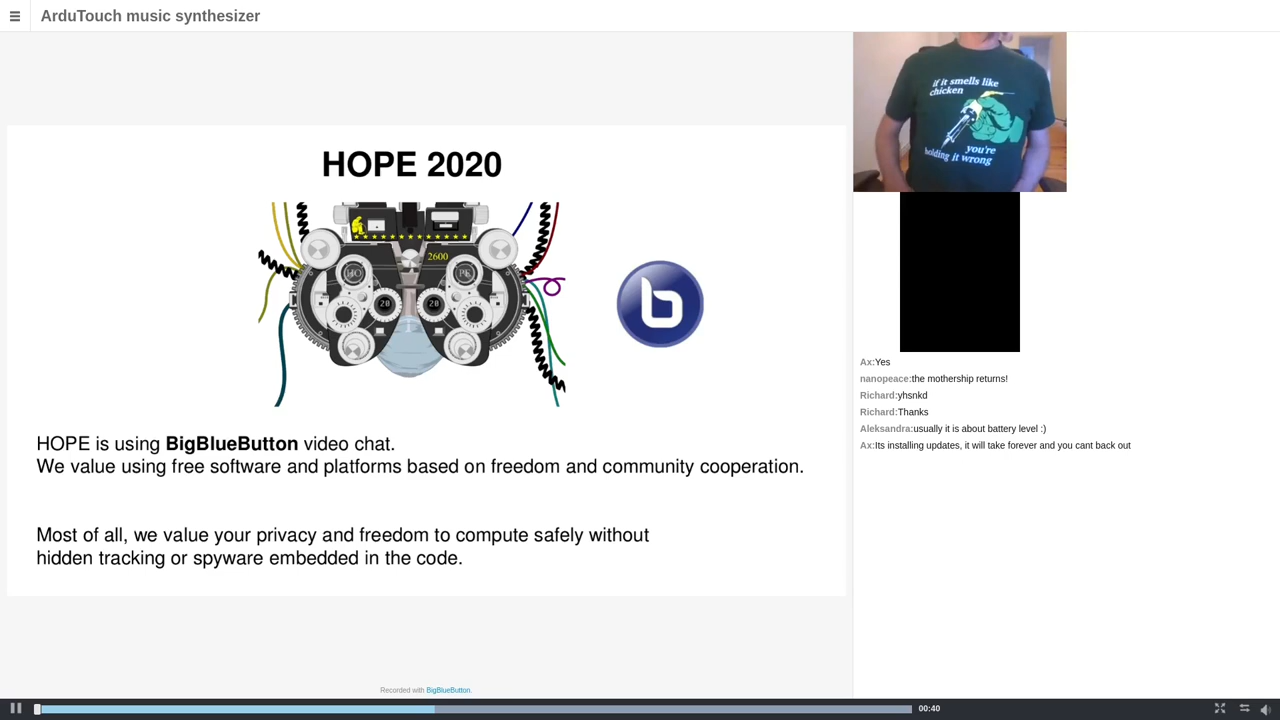 ArduTouch music synthesizer
HOPE 2020
2600
HO
PE
20
20
HOPE is using BigBlueButton video chat.
We value using free software and platforms based on freedom and community cooperation.
Most of all, we value your privacy and freedom to compute safely without
hidden tracking or spyware embedded in the code.
Recorded with BigBlueButton.
if it smells like
chicken
you're
holding it wrong
Ax:Yes
nanopeace:the mothership returns!
Richard:yhsnkd
Richard:Thanks
Aleksandra:usually it is about battery level :)
Ax:Its installing updates, it will take forever and you cant back out
00:40